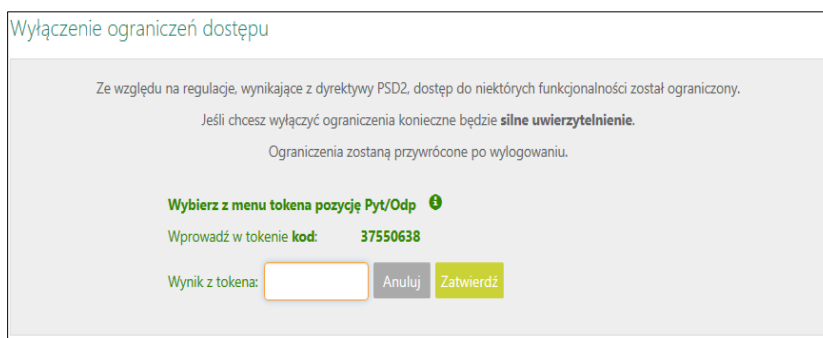 Wyłączenie ograniczeń dostępu
Ze względu na regulacje, wynikające z dyrektywy PSD2, dostęp do niektórych funkcjonalności został ograniczony.
Jeśli chcesz wyłączyć ograniczenia konieczne będzie silne uwierzytelnienie.
Ograniczenia zostaną przywrócone po wylogowaniu.
Wybierz z menu tokena pozycję Pyt/Odp
Wprowadź w tokenie kod: 37550638
Wynik z tokena: Anuluj Zatwierdź